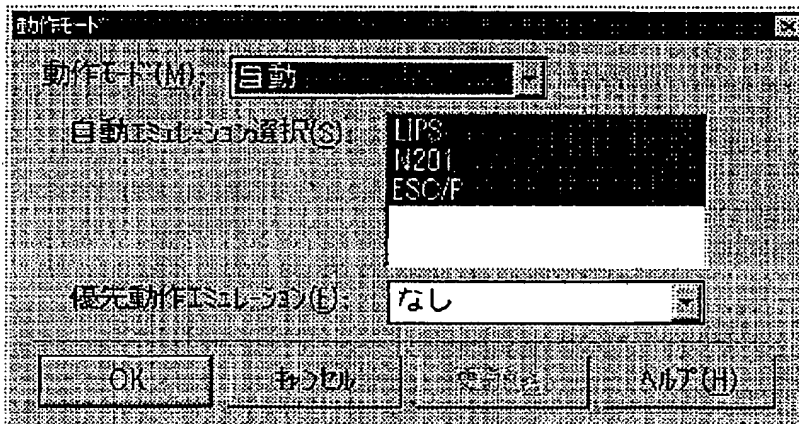 動作モード
動作モード(M): 自動
自動エミュレーション選択(S):
LIPS
N201
ESC/P
優先動作エミュレーション(E): なし
OK キャンセル ヘルプ(H)